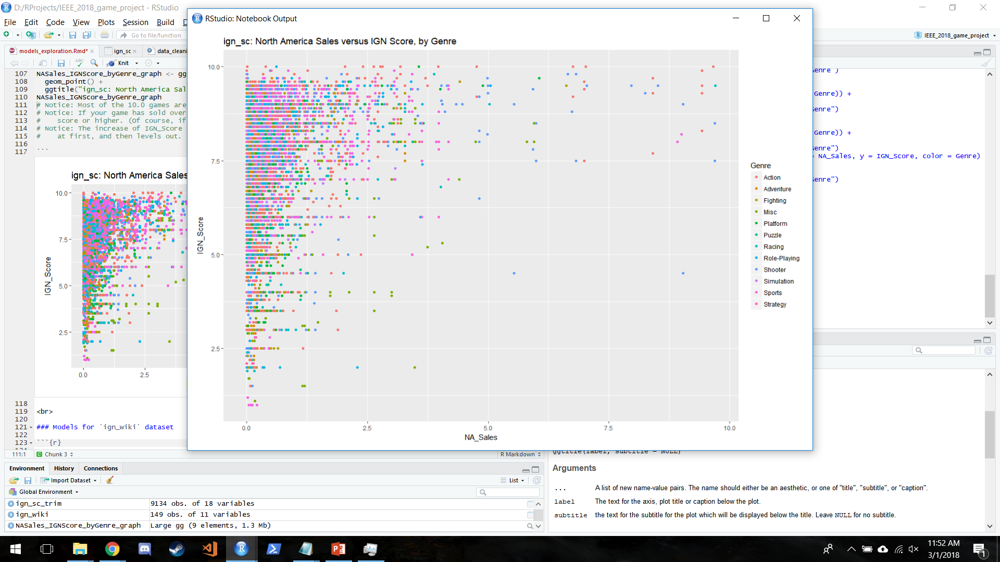 D:/RProjects/IEEE_2018_game_project - RStudio
File Edit Code View Plots Session Build
Go to file/function
IEEE_2018_game_project
models_exploration.Rmd*
ign_sc
data_cleani
ABC
Knit
107 NASales_IGNScore_byGenre_graph <- gg
108 geom_point() +
109 ggtitle("ign_sc: North America Sal
110 NASales_IGNScore_byGenre_graph
111 # Notice: Most of the 10.0 games are
112 # Notice: If your game has sold over
113 # score or higher. (Of course, if
114 # Notice: The increase of IGN_Score
115 # at first, and then levels out.
116
117 ```
ign_sc: North America Sales
10.0
7.5
5.0
2.5
IGN_Score
0.0 2.5
118
119 <br>
120
121 ### Models for `ign_wiki` dataset
122
123 ```{r}
111:1 Chunk 3 R Markdown
RStudio: Notebook Output
ign_sc: North America Sales versus IGN Score, by Genre
10.0
7.5
5.0
2.5
IGN_Score
0.0 2.5 5.0 7.5 10.0
NA_Sales
Genre
Action
Adventure
Fighting
Misc
Platform
Puzzle
Racing
Role-Playing
Shooter
Simulation
Sports
Strategy
Genre")
Genre)) +
Genre")
Genre)) +
Genre")
= NA_Sales, y = IGN_Score, color = Genre)
Genre")
Environment History Connections
Import Dataset
List
Global Environment
ign_sc_trim 9134 obs. of 18 variables
ign_wiki 149 obs. of 11 variables
NASales_IGNScore_byGenre_graph Large gg (9 elements, 1.3 Mb)
ggtitle(label, subtitle = NULL)
Arguments
... A list of new name-value pairs. The name should either be an aesthetic, or one of "title", "subtitle", or "caption".
label The text for the axis, plot title or caption below the plot.
subtitle the text for the subtitle for the plot which will be displayed below the title. Leave NULL for no subtitle.
11:52 AM
3/1/2018
1